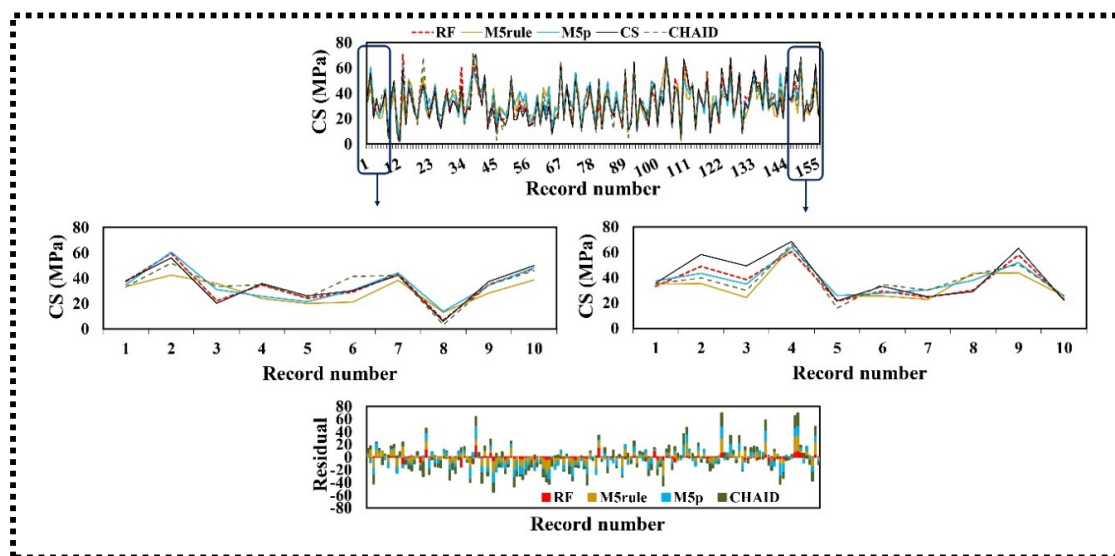 RF M5rule M5p CS CHAID
CS (MPa)
80
60
40
20
0
1 12 23 34 45 56 67 78 89 100 111 122 133 144 155
Record number
CS (MPa)
80
60
40
20
0
1 2 3 4 5 6 7 8 9 10
Record number
CS (MPa)
80
60
40
20
0
1 2 3 4 5 6 7 8 9 10
Record number
Residual
80
60
40
20
0
-20
-40
-60
-80
RF M5rule M5p CHAID
Record number